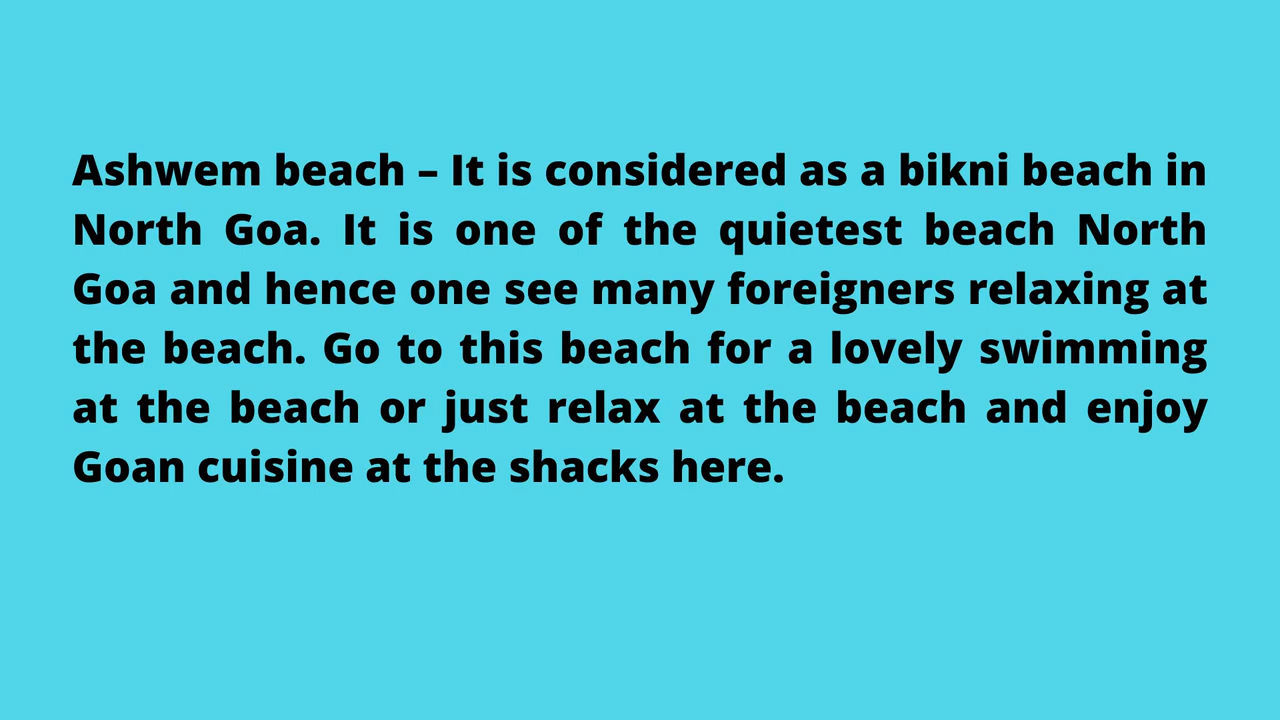 Ashwem beach – It is considered as a bikni beach in
North Goa. It is one of the quietest beach North
Goa and hence one see many foreigners relaxing at
the beach. Go to this beach for a lovely swimming
at the beach or just relax at the beach and enjoy
Goan cuisine at the shacks here.